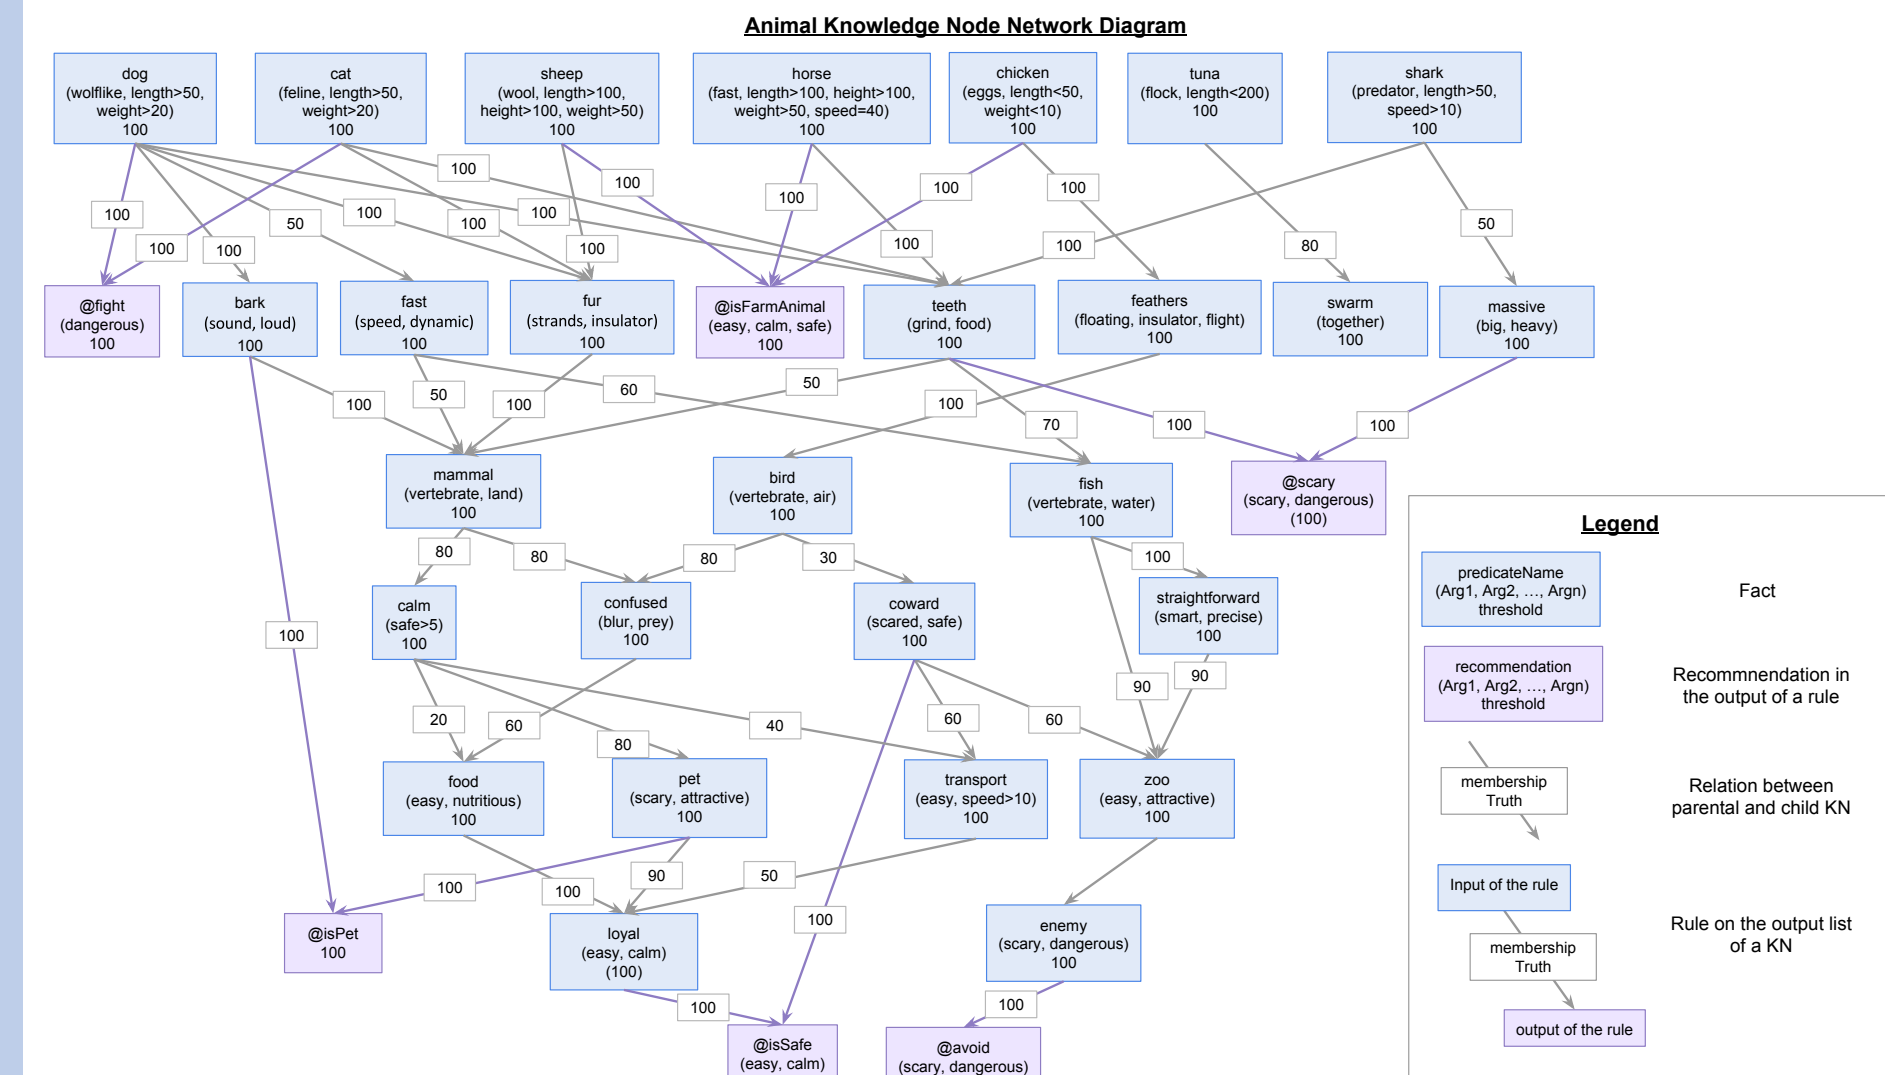 Animal Knowledge Node Network Diagram
dog
(wolflike, length>50,
weight>20)
100
cat
(feline, length>50,
weight>20)
100
sheep
(wool, length>100,
height>100, weight>50)
100
horse
(fast, length>100, height>100,
weight>50, speed=40)
100
chicken
(eggs, length<50,
weight<10)
100
tuna
(flock, length<200)
100
shark
(predator, length>50,
speed>10)
100
100
100
100
50
100
100
100
100
100
100
100
100
100
100
100
100
80
50
@fight
(dangerous)
100
bark
(sound, loud)
100
fast
(speed, dynamic)
100
fur
(strands, insulator)
100
@isFarmAnimal
(easy, calm, safe)
100
teeth
(grind, food)
100
feathers
(floating, insulator, flight)
100
swarm
(together)
100
massive
(big, heavy)
100
100
50
100
60
50
100
70
100
100
mammal
(vertebrate, land)
100
bird
(vertebrate, air)
100
fish
(vertebrate, water)
100
@scary
(scary, dangerous)
(100)
80
80
80
30
100
calm
(safe>5)
100
confused
(blur, prey)
100
coward
(scared, safe)
100
straightforward
(smart, precise)
100
100
20
60
80
40
60
60
90
90
food
(easy, nutritious)
100
pet
(scary, attractive)
100
transport
(easy, speed>10)
100
zoo
(easy, attractive)
100
100
100
90
50
100
@isPet
100
loyal
(easy, calm)
(100)
enemy
(scary, dangerous)
100
100
100
@isSafe
(easy, calm)
@avoid
(scary, dangerous)
Legend
predicateName
(Arg1, Arg2, …, Argn)
threshold
Fact
recommendation
(Arg1, Arg2, …, Argn)
threshold
Recommnendation in
the output of a rule
membership
Truth
Relation between
parental and child KN
Input of the rule
membership
Truth
output of the rule
Rule on the output list
of a KN